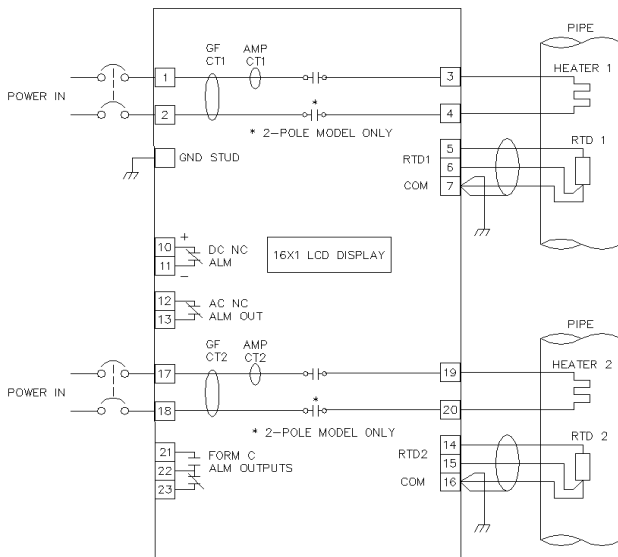 PIPE
GF CT1
AMP CT1
HEATER 1
1
3
POWER IN
2
*
4
* 2-POLE MODEL ONLY
GND STUD
5
RTD1
6
COM
7
RTD 1
10
+
DC NC ALM
11
-
16X1 LCD DISPLAY
12
AC NC ALM OUT
13
PIPE
GF CT2
AMP CT2
HEATER 2
17
19
POWER IN
18
*
20
* 2-POLE MODEL ONLY
21
FORM C ALM OUTPUTS
22
23
14
RTD2
15
COM
16
RTD 2